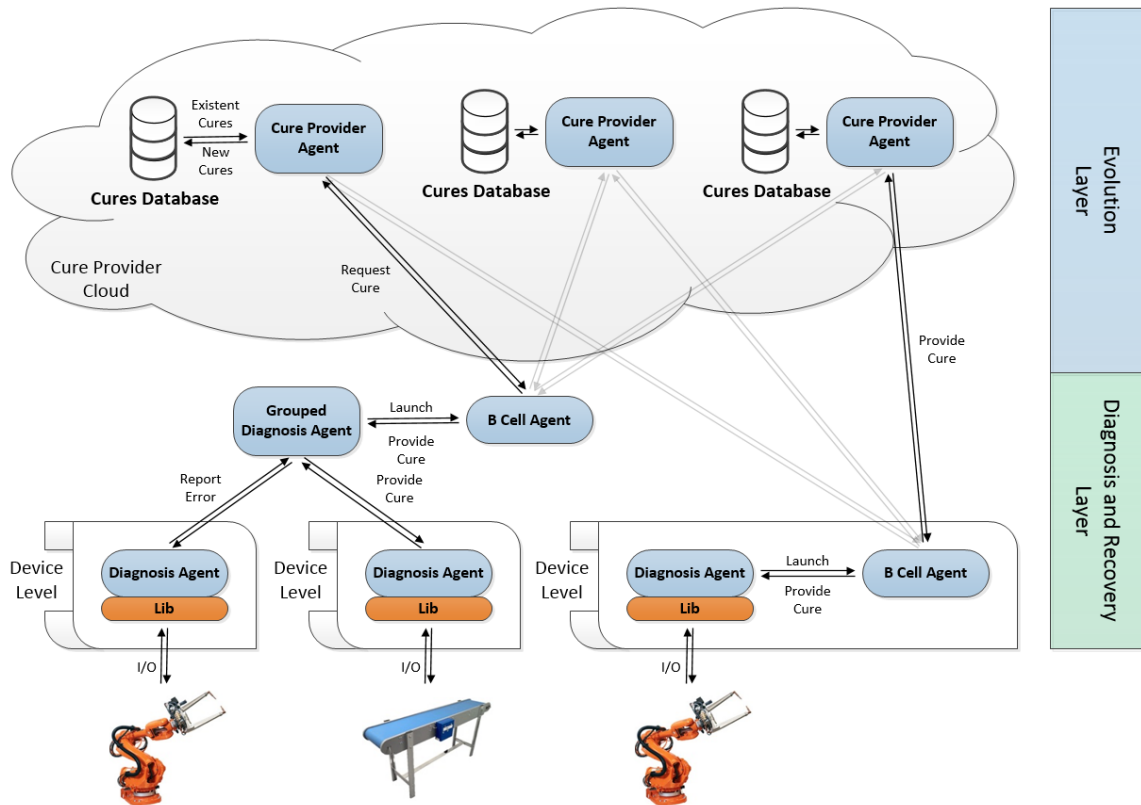 Existent
Cures
New
Cures
Cures Database
Cure Provider
Agent
Cures Database
Cure Provider
Agent
Cures Database
Cure Provider
Agent
Cure Provider
Cloud
Request
Cure
Provide
Cure
Evolution
Layer
Grouped
Diagnosis Agent
Launch
Provide
Cure
B Cell Agent
Report
Error
Provide
Cure
Diagnosis and Recovery
Layer
Device
Level
Diagnosis Agent
Lib
I/O
Device
Level
Diagnosis Agent
Lib
I/O
Device
Level
Diagnosis Agent
Lib
I/O
Launch
Provide
Cure
B Cell Agent